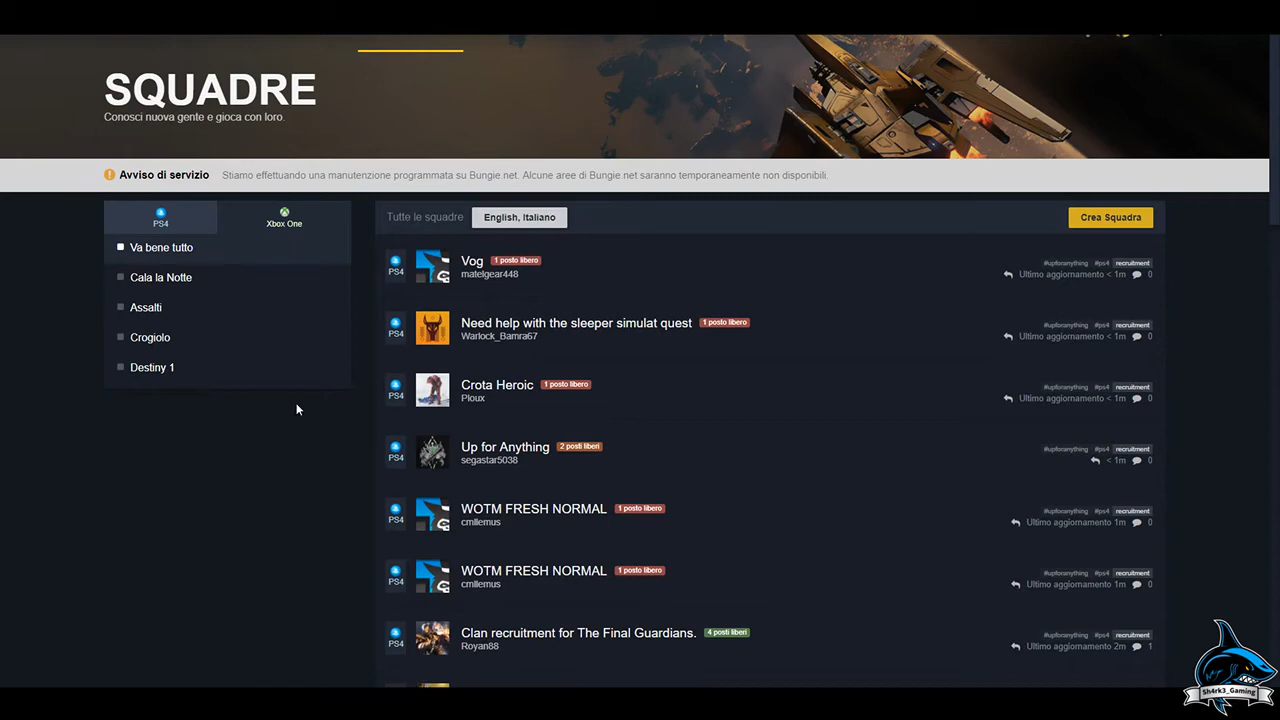 SQUADRE
Conosci nuova gente e gioca con loro.
Avviso di servizio Stiamo effettuando una manutenzione programmata su Bungie.net. Alcune aree di Bungie.net saranno temporaneamente non disponibili.
PS4
Xbox One
Va bene tutto
Cala la Notte
Assalti
Crogiolo
Destiny 1
Tutte le squadre English, Italiano Crea Squadra
PS4
Vog 1 posto libero
matelgear448
#upforanything #ps4 recruitment
Ultimo aggiornamento < 1m 0
PS4
Need help with the sleeper simulat quest 1 posto libero
Warlock_Bamra67
#upforanything #ps4 recruitment
Ultimo aggiornamento < 1m 0
PS4
Crota Heroic 1 posto libero
Ploux
#upforanything #ps4 recruitment
Ultimo aggiornamento < 1m 0
PS4
Up for Anything 2 posti liberi
segastar5038
#upforanything #ps4 recruitment
< 1m 0
PS4
WOTM FRESH NORMAL 1 posto libero
cmllemus
#upforanything #ps4 recruitment
Ultimo aggiornamento 1m 0
PS4
WOTM FRESH NORMAL 1 posto libero
cmllemus
#upforanything #ps4 recruitment
Ultimo aggiornamento 1m 0
PS4
Clan recruitment for The Final Guardians. 4 posti liberi
Royan88
#upforanything #ps4 recruitment
Ultimo aggiornamento 2m 1
Sh4rk3_Gaming